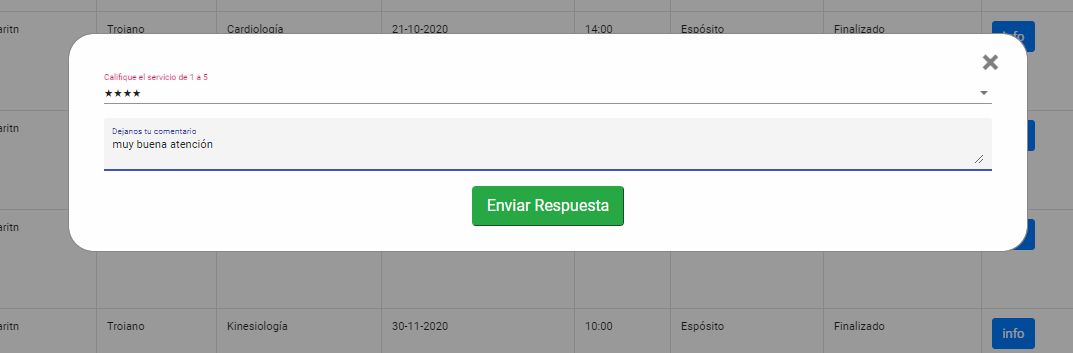 Troiano Cardiología 21-10-2020 14:00 Espósito Finalizado info
Califique el servicio de 1 a 5
★★★★
Dejanos tu comentario
muy buena atención
Enviar Respuesta
aritn
aritn
aritn Troiano Kinesiología 30-11-2020 10:00 Espósito Finalizado info